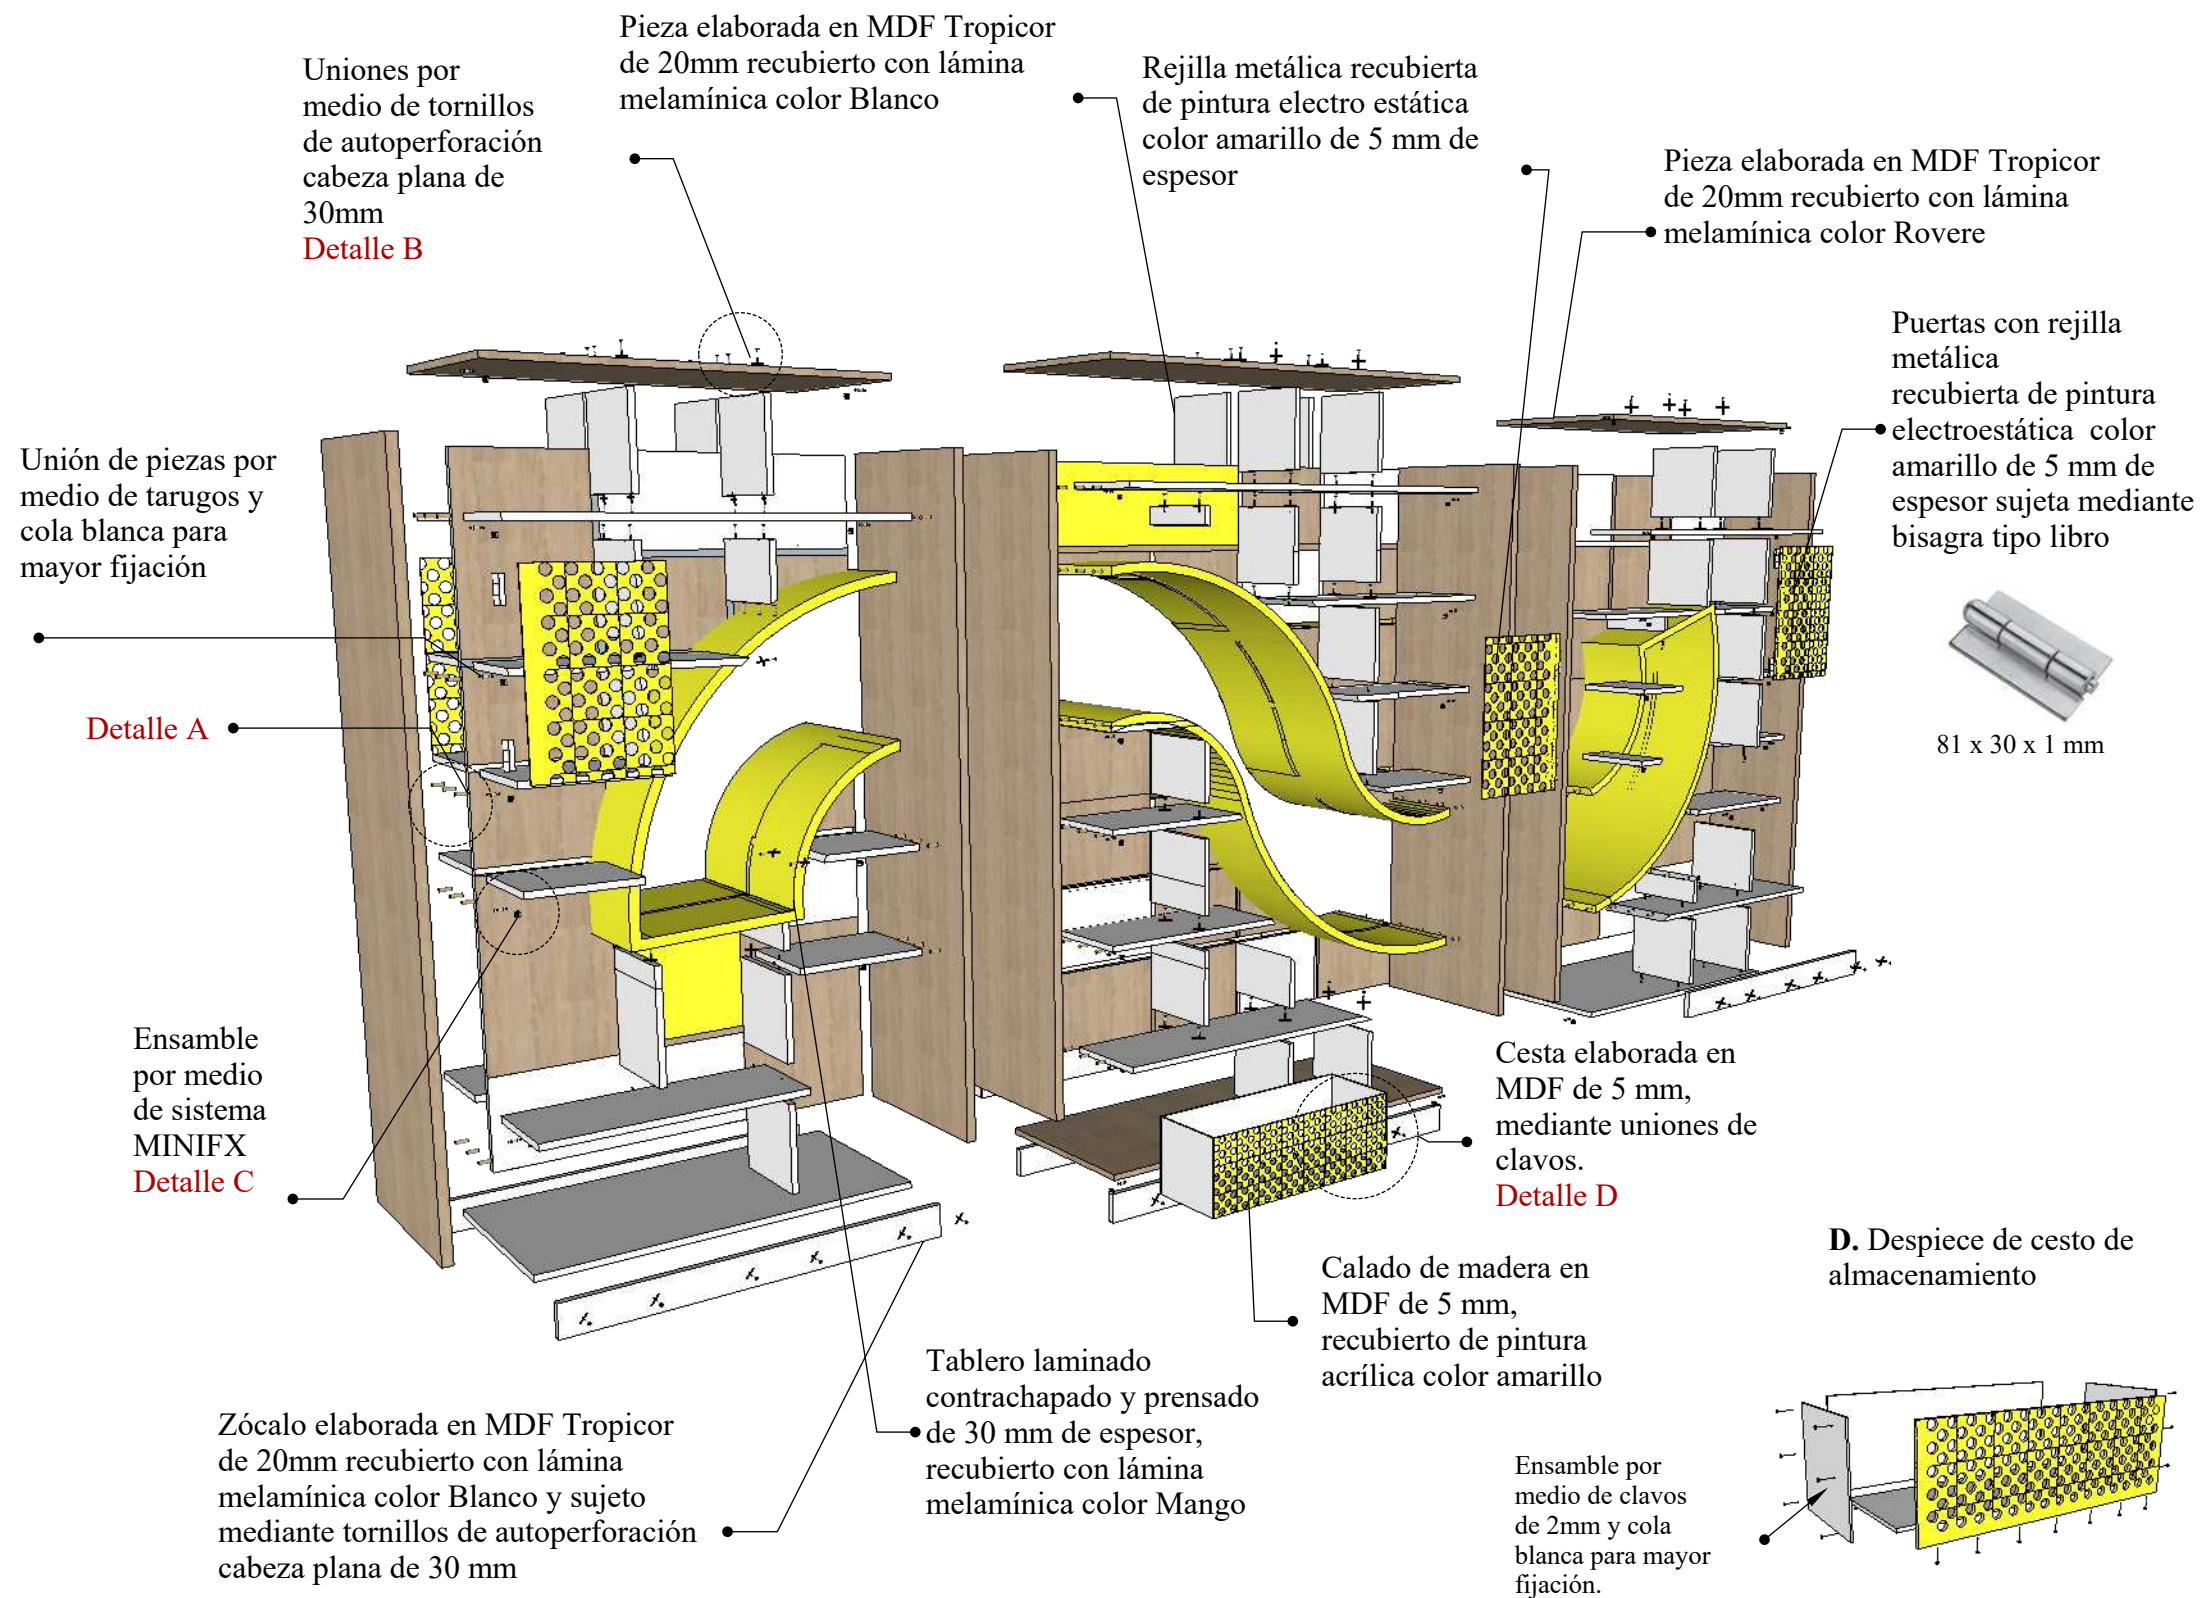 Pieza elaborada en MDF Tropicor
de 20mm recubierto con lámina
melamínica color Blanco
Uniones por
medio de tornillos
de autoperforación
cabeza plana de
30mm
Detalle B
Rejilla metálica recubierta
de pintura electro estática
color amarillo de 5 mm de
espesor
Pieza elaborada en MDF Tropicor
de 20mm recubierto con lámina
melamínica color Rovere
Puertas con rejilla
metálica
recubierta de pintura
electroestática color
amarillo de 5 mm de
espesor sujeta mediante
bisagra tipo libro
81 x 30 x 1 mm
Unión de piezas por
medio de tarugos y
cola blanca para
mayor fijación
Detalle A
Ensamble
por medio
de sistema
MINIFX
Detalle C
Cesta elaborada en
MDF de 5 mm,
mediante uniones de
clavos.
Detalle D
D. Despiece de cesto de
almacenamiento
Calado de madera en
MDF de 5 mm,
recubierto de pintura
acrílica color amarillo
Tablero laminado
contrachapado y prensado
de 30 mm de espesor,
recubierto con lámina
melamínica color Mango
Zócalo elaborada en MDF Tropicor
de 20mm recubierto con lámina
melamínica color Blanco y sujeto
mediante tornillos de autoperforación
cabeza plana de 30 mm
Ensamble por
medio de clavos
de 2mm y cola
blanca para mayor
fijación.